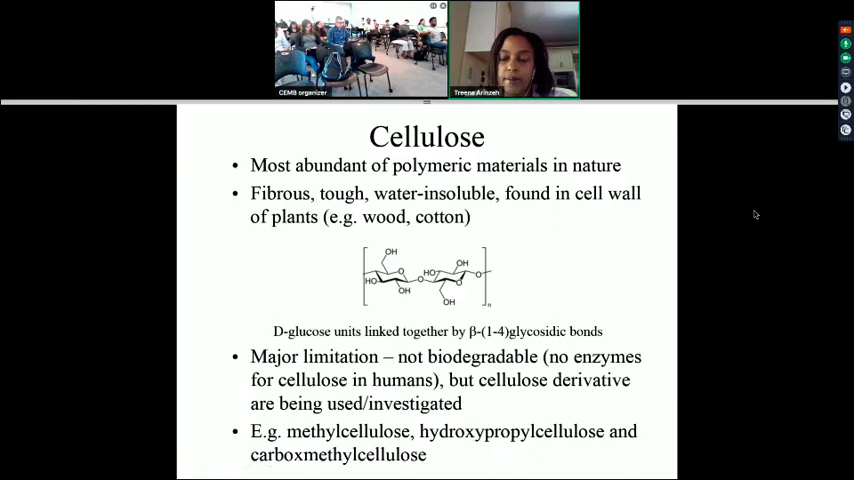 CEMB organizer
Treena Arinzeh
Cellulose
• Most abundant of polymeric materials in nature
• Fibrous, tough, water-insoluble, found in cell wall
of plants (e.g. wood, cotton)
OH
O
HO
OH
O
HO
OH
O
OH
O
n
D-glucose units linked together by β-(1-4)glycosidic bonds
• Major limitation – not biodegradable (no enzymes
for cellulose in humans), but cellulose derivative
are being used/investigated
• E.g. methylcellulose, hydroxypropylcellulose and
carboxmethylcellulose